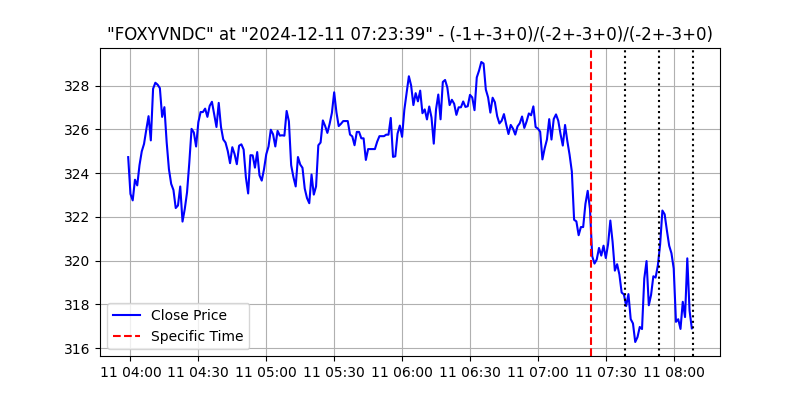 "FOXYVNDC" at "2024-12-11 07:23:39" - (-1+-3+0)/(-2+-3+0)/(-2+-3+0)
328
326
324
322
320
318
316
Close Price
Specific Time
11 04:00 11 04:30 11 05:00 11 05:30 11 06:00 11 06:30 11 07:00 11 07:30 11 08:00